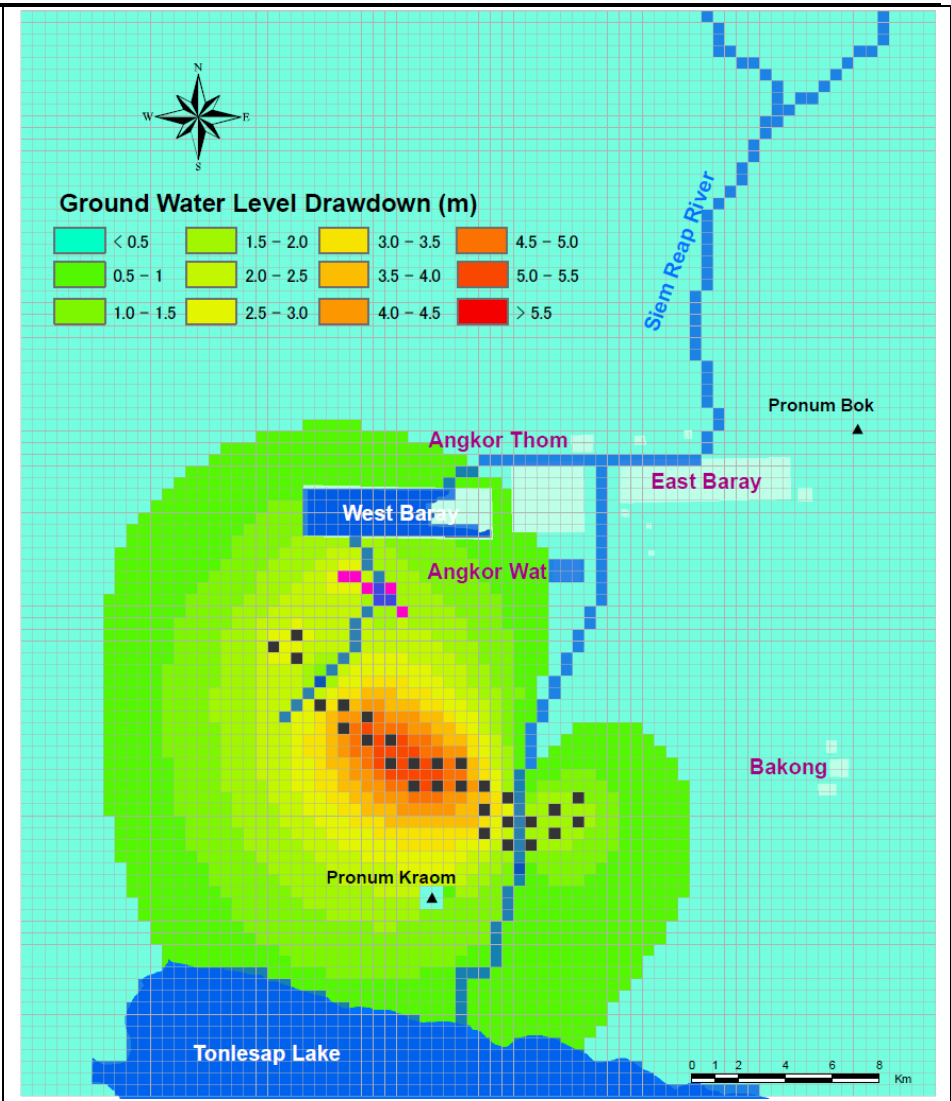 N
W
E
S
Ground Water Level Drawdown (m)
< 0.5
1.5 – 2.0
3.0 – 3.5
4.5 – 5.0
0.5 – 1
2.0 – 2.5
3.5 – 4.0
5.0 – 5.5
1.0 – 1.5
2.5 – 3.0
4.0 – 4.5
> 5.5
Siem Reap River
Pronum Bok
Angkor Thom
East Baray
West Baray
Angkor Wat
Bakong
Pronum Kraom
Tonlesap Lake
0 1 2 4 6 8
Km